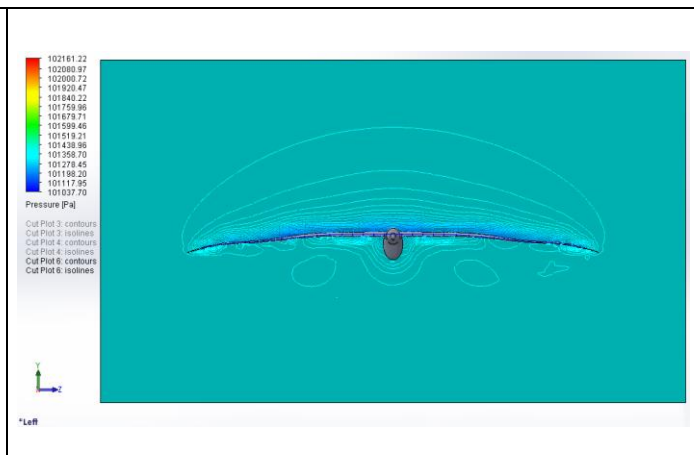 102161.22
102080.97
102000.72
101920.47
101840.22
101759.96
101679.71
101599.46
101519.21
101438.96
101358.70
101278.45
101198.20
101117.95
101037.70
Pressure [Pa]
Cut Plot 3: contours
Cut Plot 3: isolines
Cut Plot 4: contours
Cut Plot 4: isolines
Cut Plot 6: contours
Cut Plot 6: isolines
Y
Z
*Left